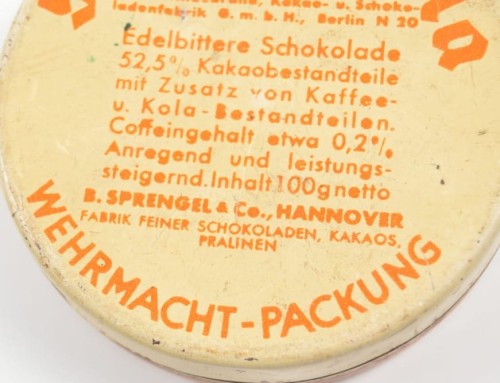 Kakao- u. Schoko-
ladenfabrik G.m.b.H., Berlin N 20
Edelbittere Schokolade
52,5% Kakaobestandteile
mit Zusatz von Kaffee-
u. Kola-Bestandteilen.
Coffeingehalt etwa 0,2%.
Anregend und leistungs-
steigernd. Inhalt 100g netto
B. SPRENGEL & Co., HANNOVER
FABRIK FEINER SCHOKOLADEN, KAKAOS,
PRALINEN
WEHRMACHT-PACKUNG